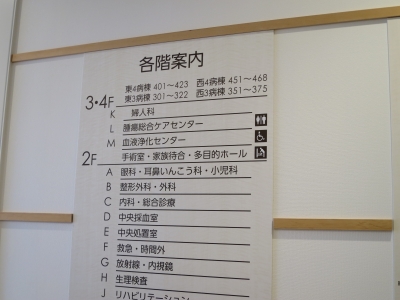 各階案内
3・4F 東4病棟 401～423 西4病棟 451～468
東3病棟 301～322 西3病棟 351～375
K 婦人科
L 腫瘍総合ケアセンター
M 血液浄化センター
2F 手術室・家族待合・多目的ホール
A 眼科・耳鼻いんこう科・小児科
B 整形外科・外科
C 内科・総合診療
D 中央採血室
E 中央処置室
F 救急・時間外
G 放射線・内視鏡
H 生理検査
J リハビリテーション